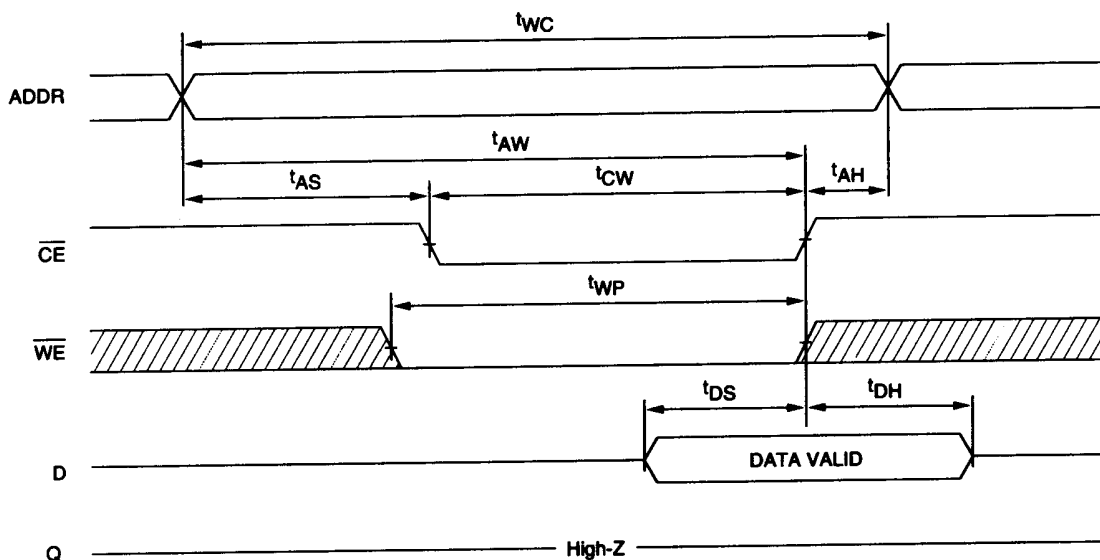 tWC
ADDR
tAW
tAS
tCW
tAH
CE
tWP
WE
tDS
tDH
D
DATA VALID
Q
High-Z